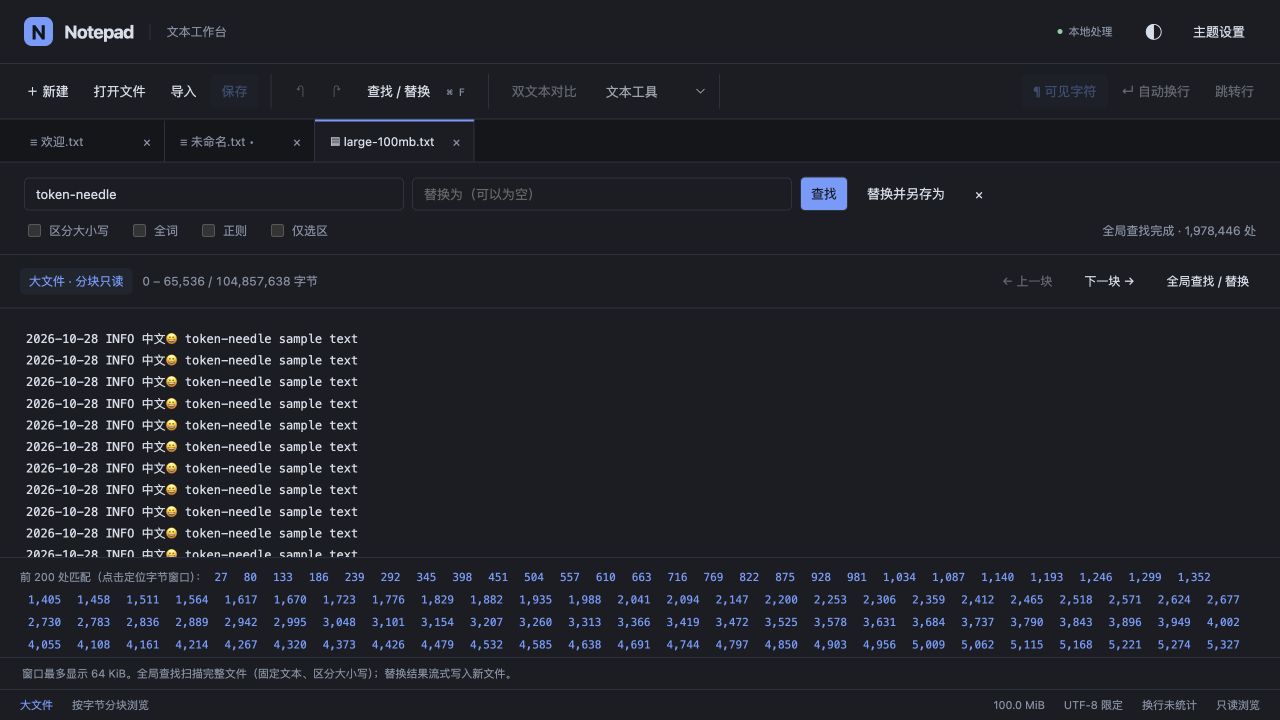 N Notepad 文本工作台 本地处理 主题设置
+ 新建 打开文件 导入 保存 查找 / 替换 ⌘ F 双文本对比 文本工具 ¶ 可见字符 ↵ 自动换行 跳转行
≡ 欢迎.txt × ≡ 未命名.txt • × ▤ large-100mb.txt ×
token-needle 替换为（可以为空） 查找 替换并另存为 ×
区分大小写 全词 正则 仅选区 全局查找完成 · 1,978,446 处
大文件 · 分块只读 0 – 65,536 / 104,857,638 字节 ← 上一块 下一块 → 全局查找 / 替换
2026-10-28 INFO 中文😀 token-needle sample text
2026-10-28 INFO 中文😀 token-needle sample text
2026-10-28 INFO 中文😀 token-needle sample text
2026-10-28 INFO 中文😀 token-needle sample text
2026-10-28 INFO 中文😀 token-needle sample text
2026-10-28 INFO 中文😀 token-needle sample text
2026-10-28 INFO 中文😀 token-needle sample text
2026-10-28 INFO 中文😀 token-needle sample text
2026-10-28 INFO 中文😀 token-needle sample text
2026-10-28 INFO 中文😀 token-needle sample text
2026-10-28 INFO 中文😀 token-needle sample text
前 200 处匹配（点击定位字节窗口）： 27 80 133 186 239 292 345 398 451 504 557 610 663 716 769 822 875 928 981 1,034 1,087 1,140 1,193 1,246 1,299 1,352
1,405 1,458 1,511 1,564 1,617 1,670 1,723 1,776 1,829 1,882 1,935 1,988 2,041 2,094 2,147 2,200 2,253 2,306 2,359 2,412 2,465 2,518 2,571 2,624 2,677
2,730 2,783 2,836 2,889 2,942 2,995 3,048 3,101 3,154 3,207 3,260 3,313 3,366 3,419 3,472 3,525 3,578 3,631 3,684 3,737 3,790 3,843 3,896 3,949 4,002
4,055 4,108 4,161 4,214 4,267 4,320 4,373 4,426 4,479 4,532 4,585 4,638 4,691 4,744 4,797 4,850 4,903 4,956 5,009 5,062 5,115 5,168 5,221 5,274 5,327
窗口最多显示 64 KiB。全局查找扫描完整文件（固定文本、区分大小写）；替换结果流式写入新文件。
大文件 按字节分块浏览 100.0 MiB UTF-8 限定 换行未统计 只读浏览